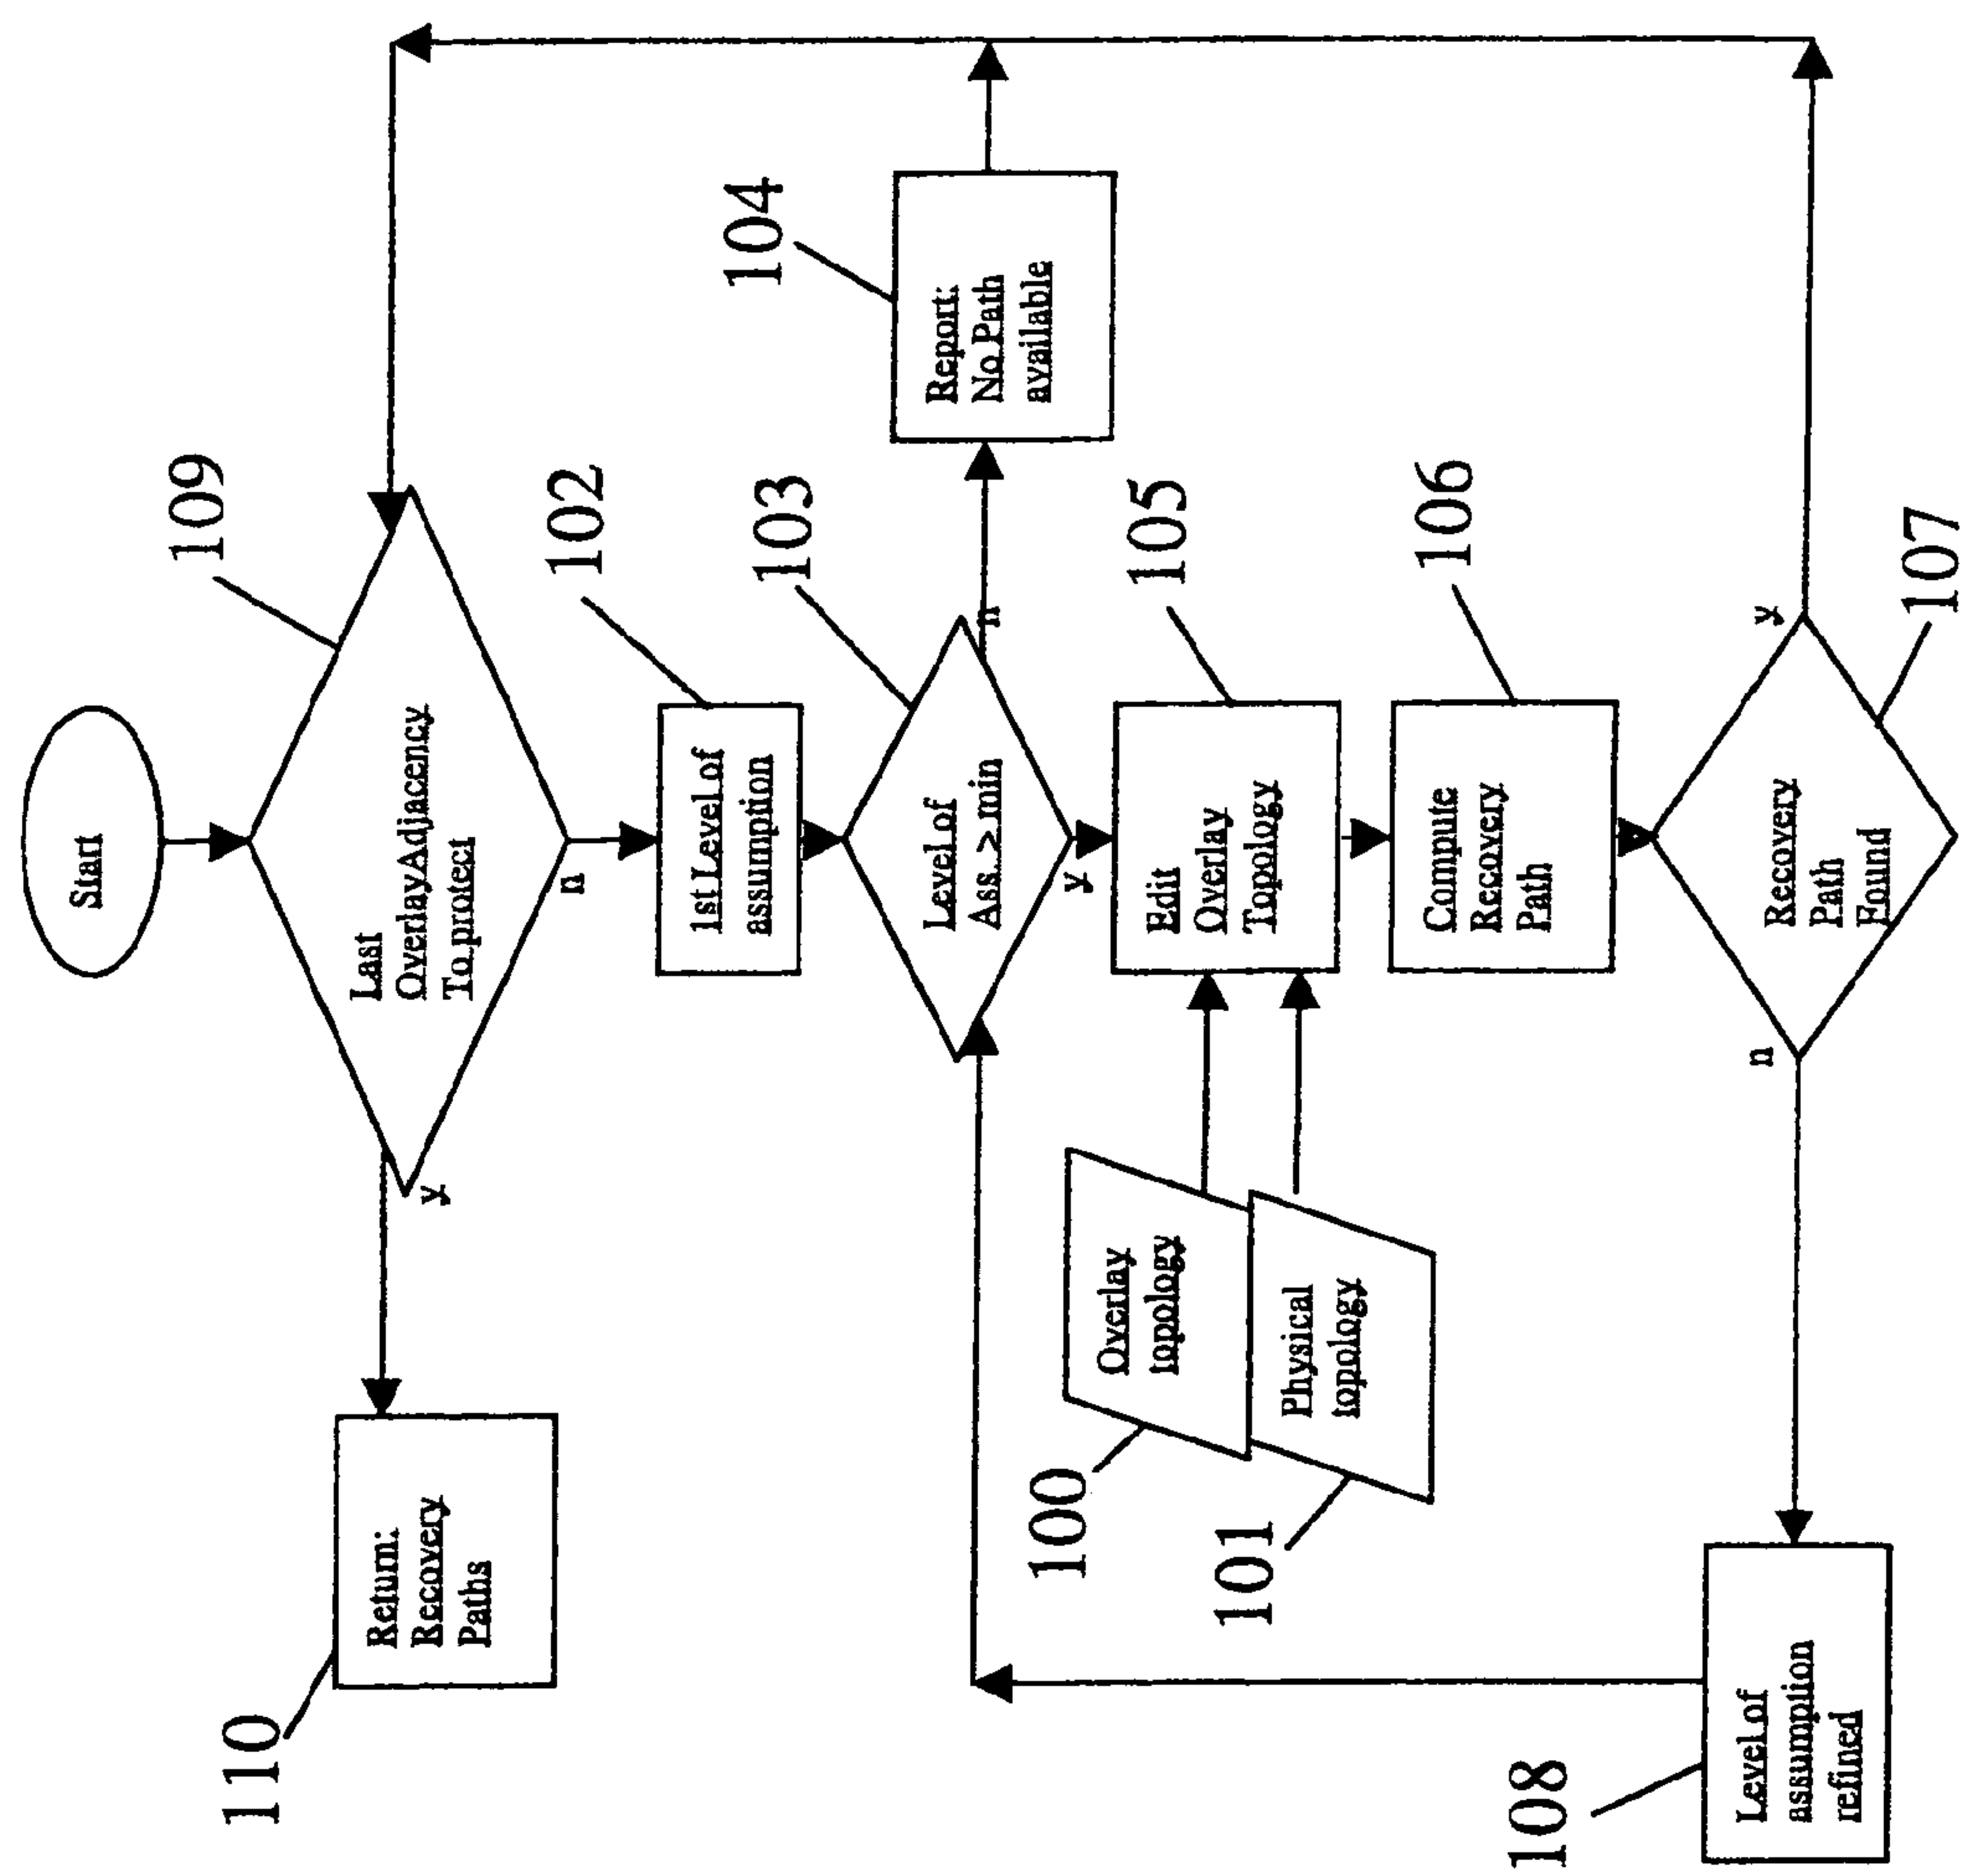 Start
109
Last
Overlay Adjacency
To protect
y
n
110
Return:
Recovery
Paths
102
1st Level of
assumption
103
Level of
Ass. > min
n
y
104
Report:
No Path
available
100
Overlay
topology
101
Physical
topology
105
Edit
Overlay
Topology
106
Compute
Recovery
Path
107
Recovery
Path
Found
y
n
108
Level of
assumption
refined